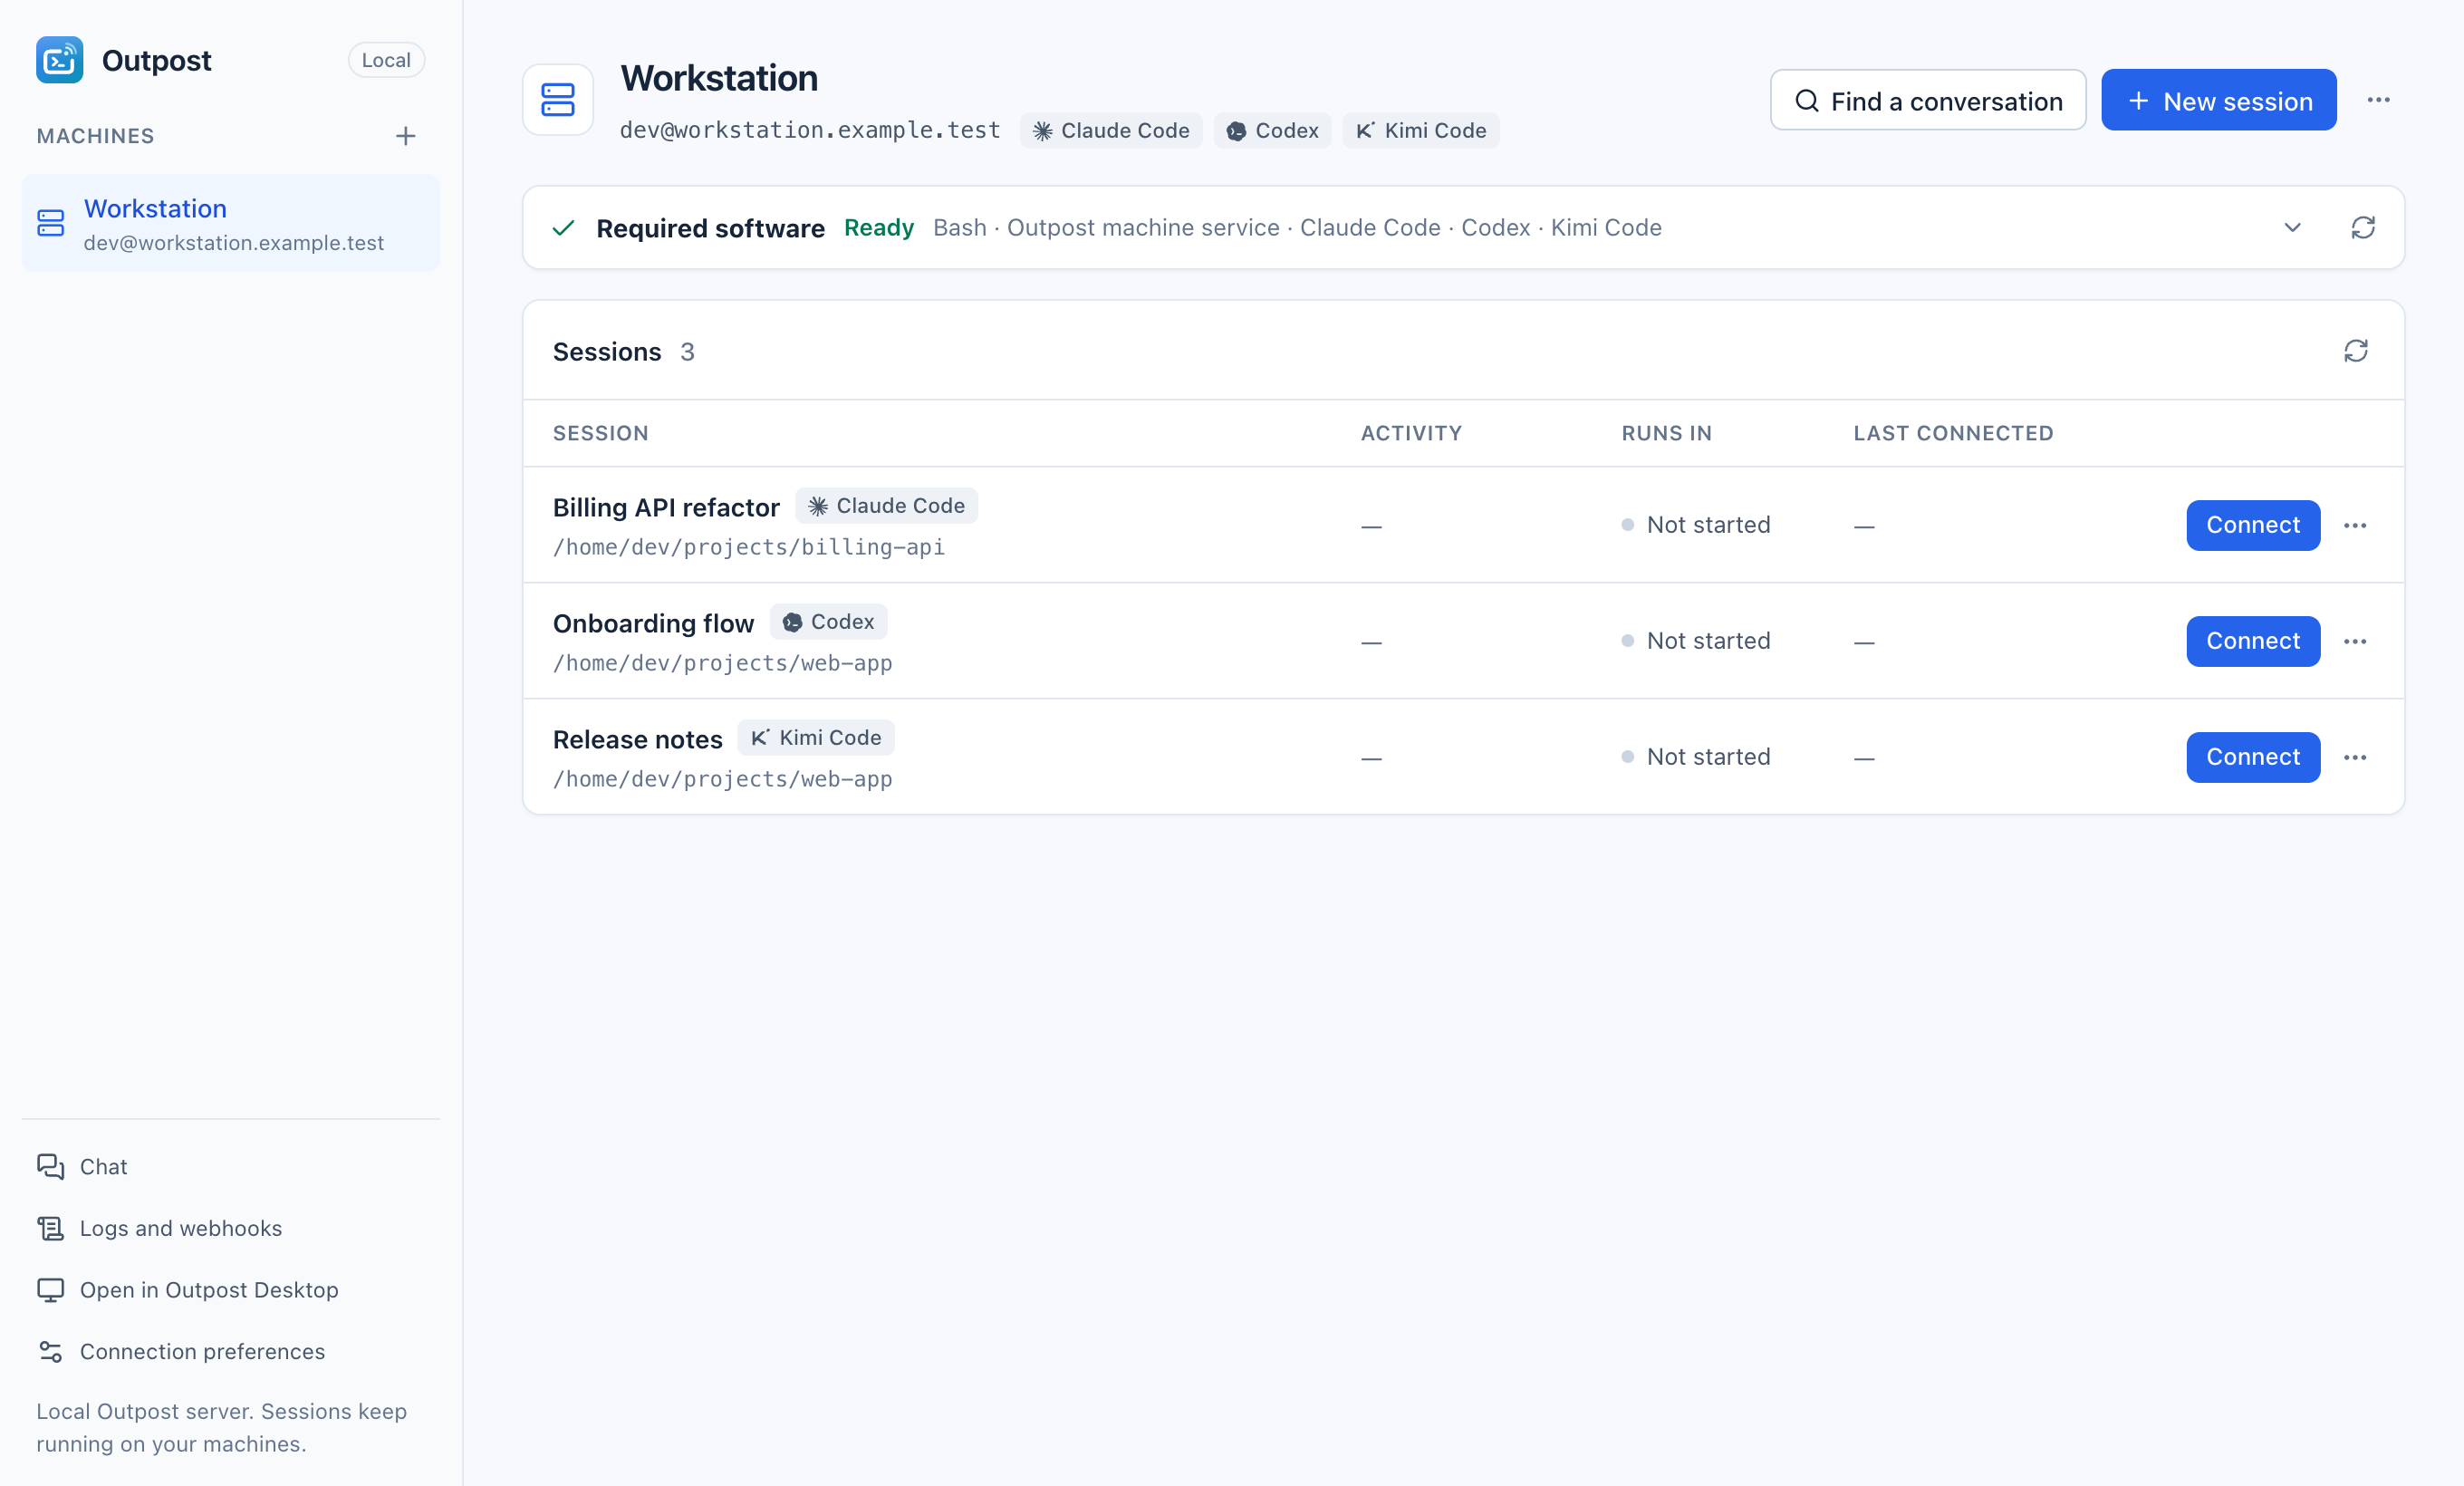 Outpost
Local
MACHINES
Workstation
dev@workstation.example.test
Chat
Logs and webhooks
Open in Outpost Desktop
Connection preferences
Local Outpost server. Sessions keep
running on your machines.
Workstation
dev@workstation.example.test Claude Code Codex Kimi Code
Find a conversation
New session
Required software Ready Bash · Outpost machine service · Claude Code · Codex · Kimi Code
Sessions 3
SESSION ACTIVITY RUNS IN LAST CONNECTED
Billing API refactor Claude Code
/home/dev/projects/billing-api
— Not started — Connect
Onboarding flow Codex
/home/dev/projects/web-app
— Not started — Connect
Release notes Kimi Code
/home/dev/projects/web-app
— Not started — Connect